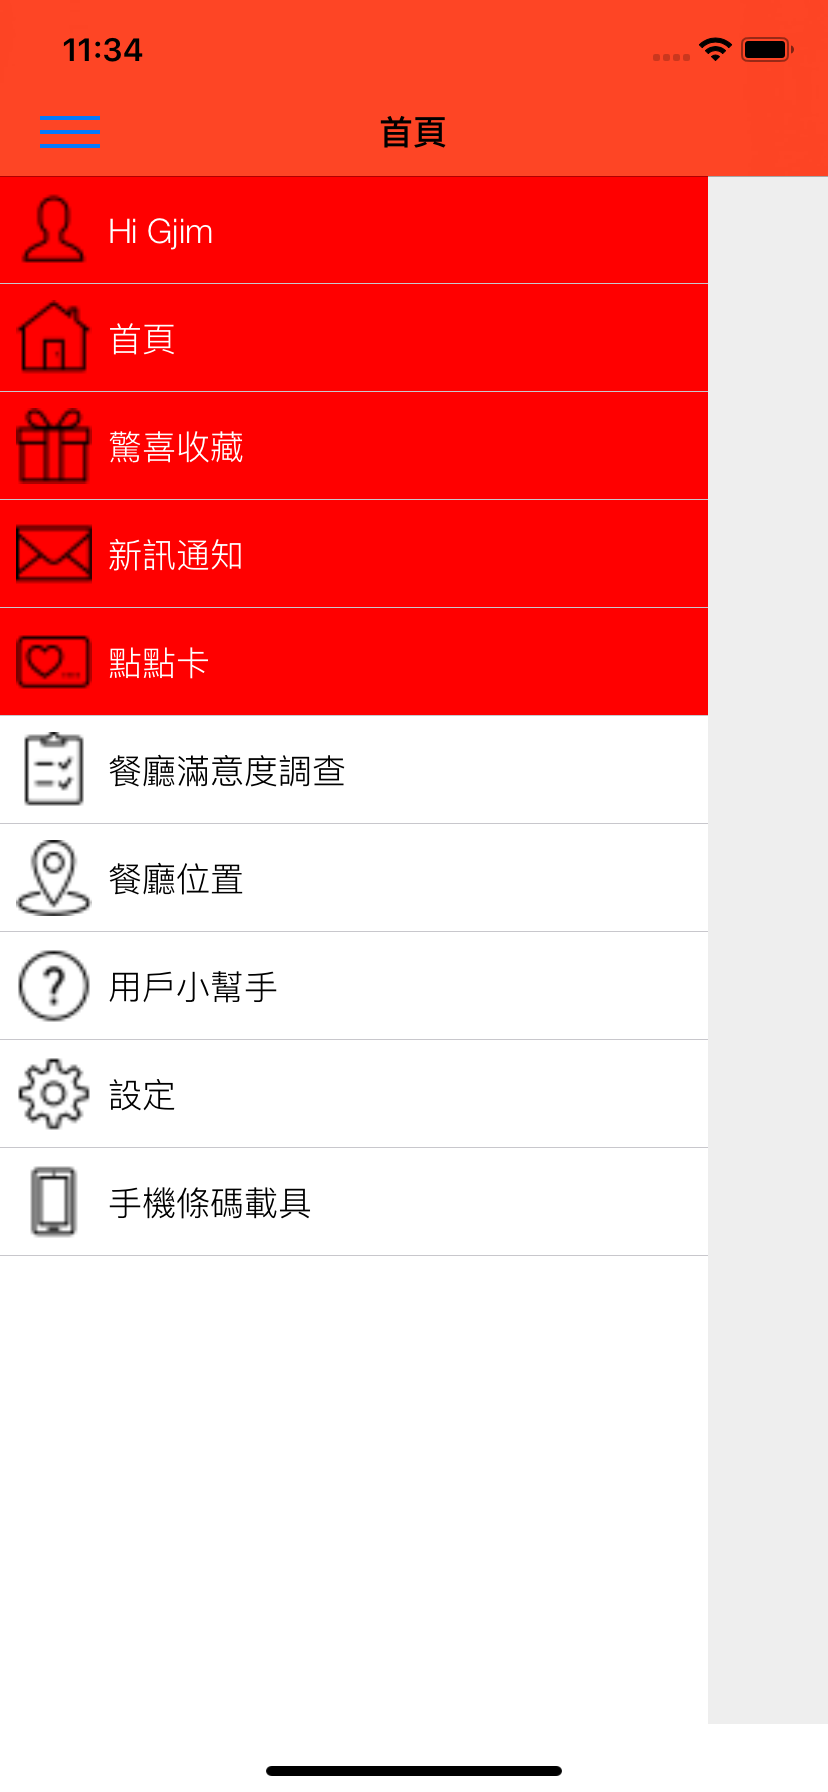 11:34
首頁
Hi Gjim
首頁
驚喜收藏
新訊通知
點點卡
餐廳滿意度調查
餐廳位置
用戶小幫手
設定
手機條碼載具